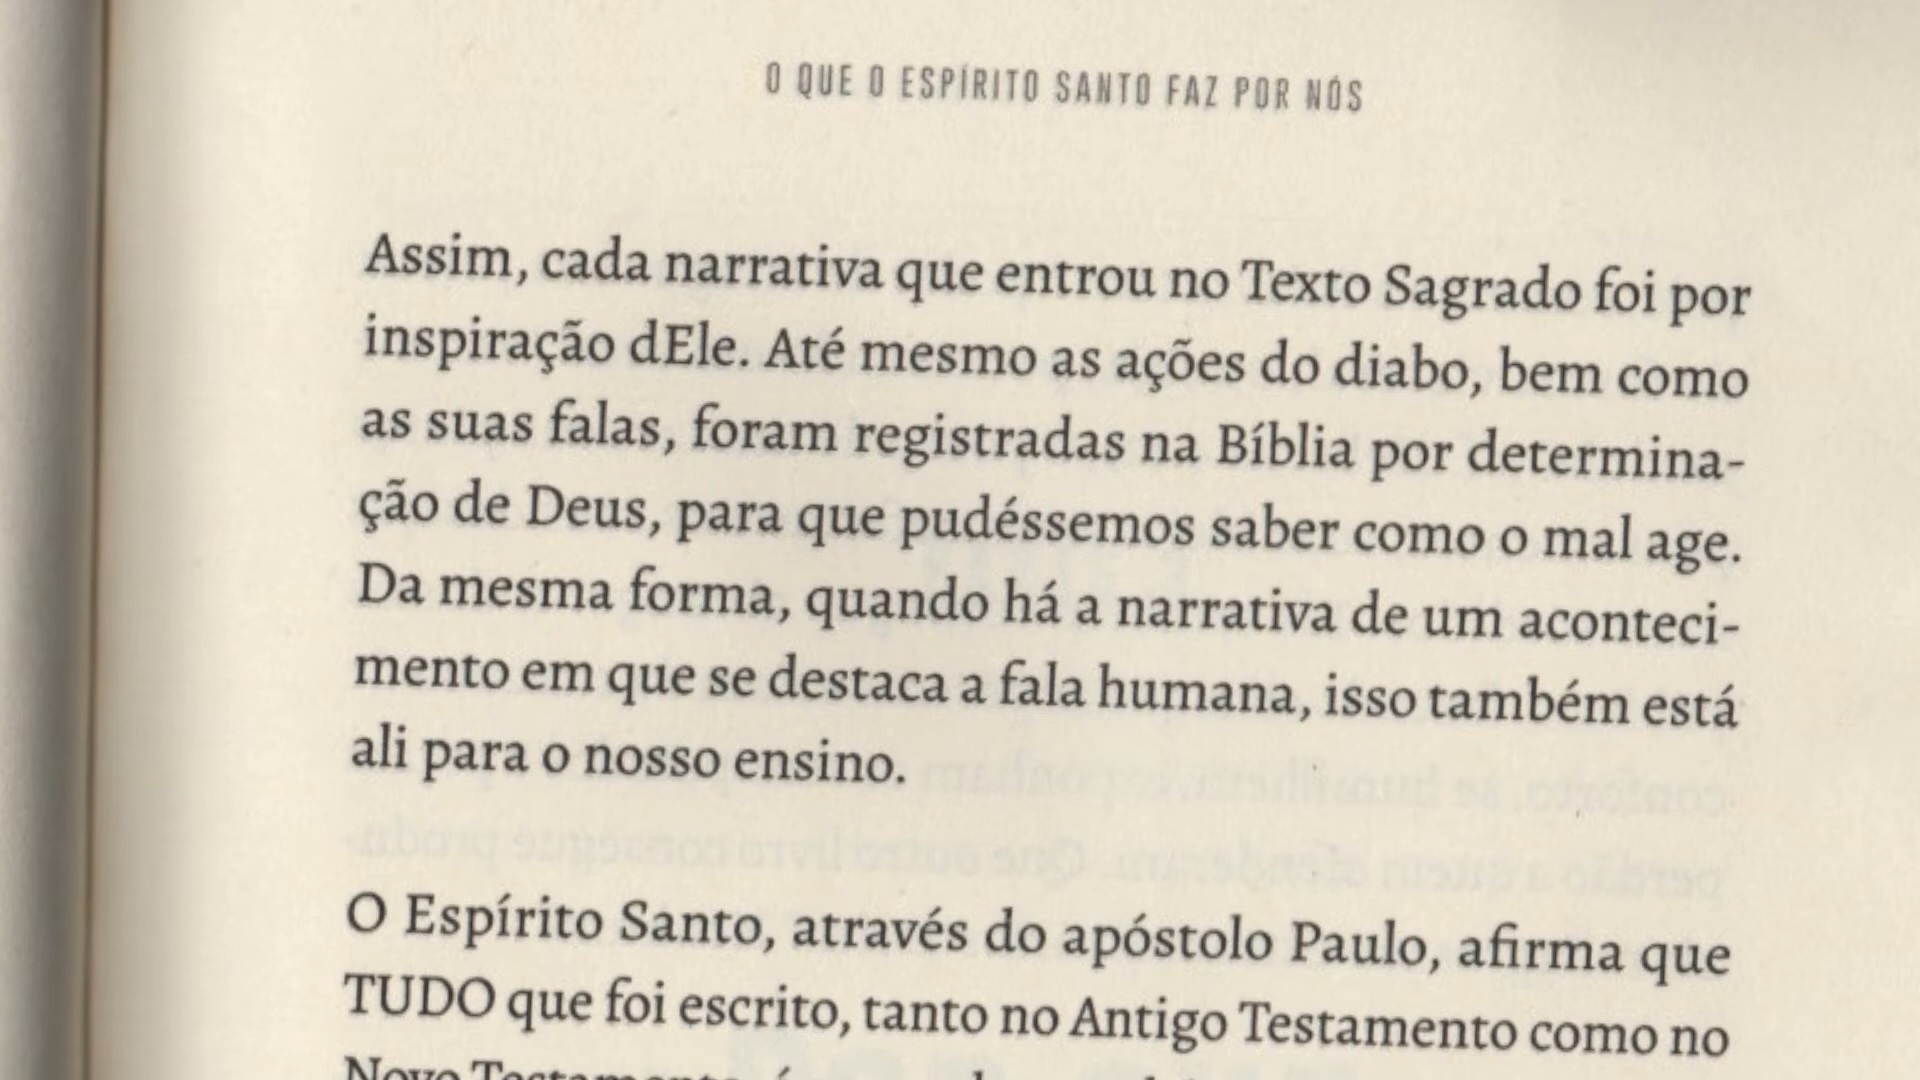 O QUE O ESPÍRITO SANTO FAZ POR NÓS
Assim, cada narrativa que entrou no Texto Sagrado foi por
inspiração dEle. Até mesmo as ações do diabo, bem como
as suas falas, foram registradas na Bíblia por determina-
ção de Deus, para que pudéssemos saber como o mal age.
Da mesma forma, quando há a narrativa de um aconteci-
mento em que se destaca a fala humana, isso também está
ali para o nosso ensino.
O Espírito Santo, através do apóstolo Paulo, afirma que
TUDO que foi escrito, tanto no Antigo Testamento como no
Novo Testamento, é